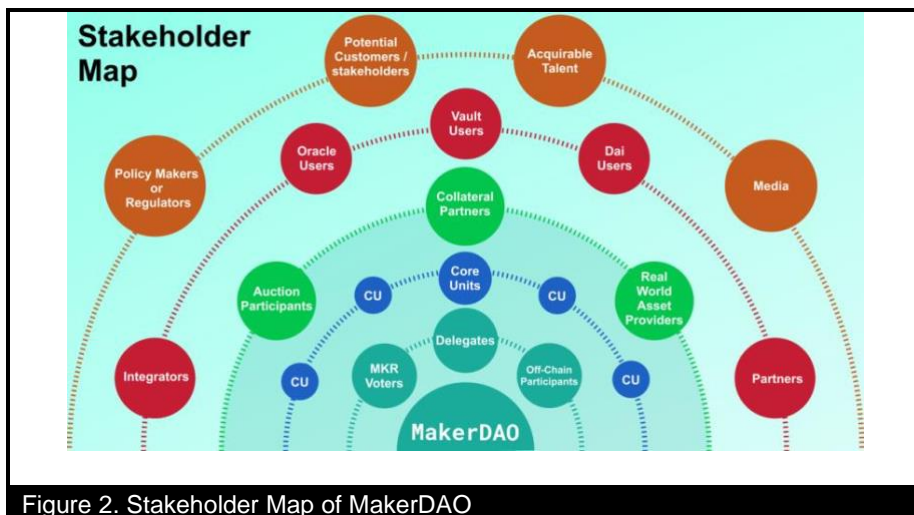 Stakeholder
Map
Potential
Customers /
stakeholders
Acquirable
Talent
Vault
Users
Oracle
Users
Dai
Users
Policy Makers
or
Regulators
Media
Collateral
Partners
Core
Units
Auction
Participants
CU
CU
Real
World
Asset
Providers
Delegates
Integrators
CU
MKR
Voters
Off-Chain
Participants
CU
Partners
MakerDAO
Figure 2. Stakeholder Map of MakerDAO